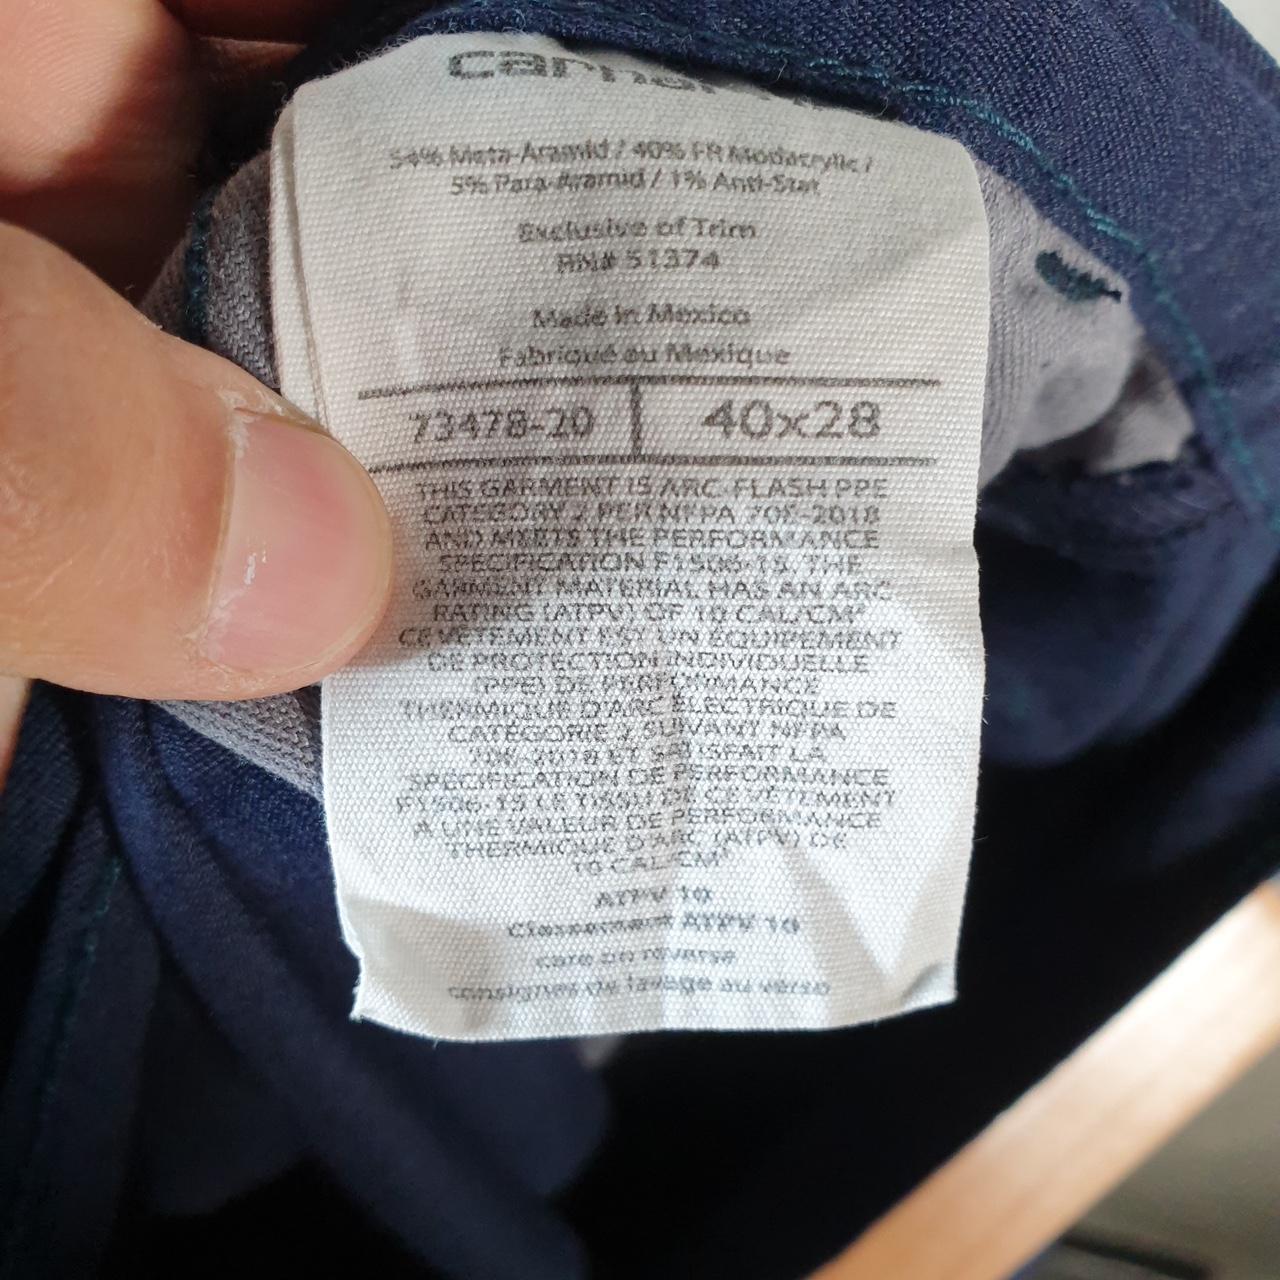 carhartt
54% Meta-Aramid / 40% FR Modacrylic /
5% Para-Aramid / 1% Anti-Stat
Exclusive of Trim
RN# 51374
Made in Mexico
Fabriqué au Mexique
73478-20 40x28
THIS GARMENT IS ARC-FLASH PPE
CATEGORY 2 PER NFPA 70E-2018
AND MEETS THE PERFORMANCE
SPECIFICATION F1506-15. THE
GARMENT MATERIAL HAS AN ARC
RATING (ATPV) OF 10 CAL/CM²
CE VÊTEMENT EST UN ÉQUIPEMENT
DE PROTECTION INDIVIDUELLE
(PPE) DE PERFORMANCE
THERMIQUE D'ARC ÉLECTRIQUE DE
CATÉGORIE 2 SUIVANT NFPA
70E-2018 ET SATISFAIT LA
SPÉCIFICATION DE PERFORMANCE
F1506-15 LE TISSU DE CE VÊTEMENT
A UNE VALEUR DE PERFORMANCE
THERMIQUE D'ARC (ATPV) DE
10 CAL/CM²
ATPV 10
Classement ATPV 10
care on reverse
consignes de lavage au verso